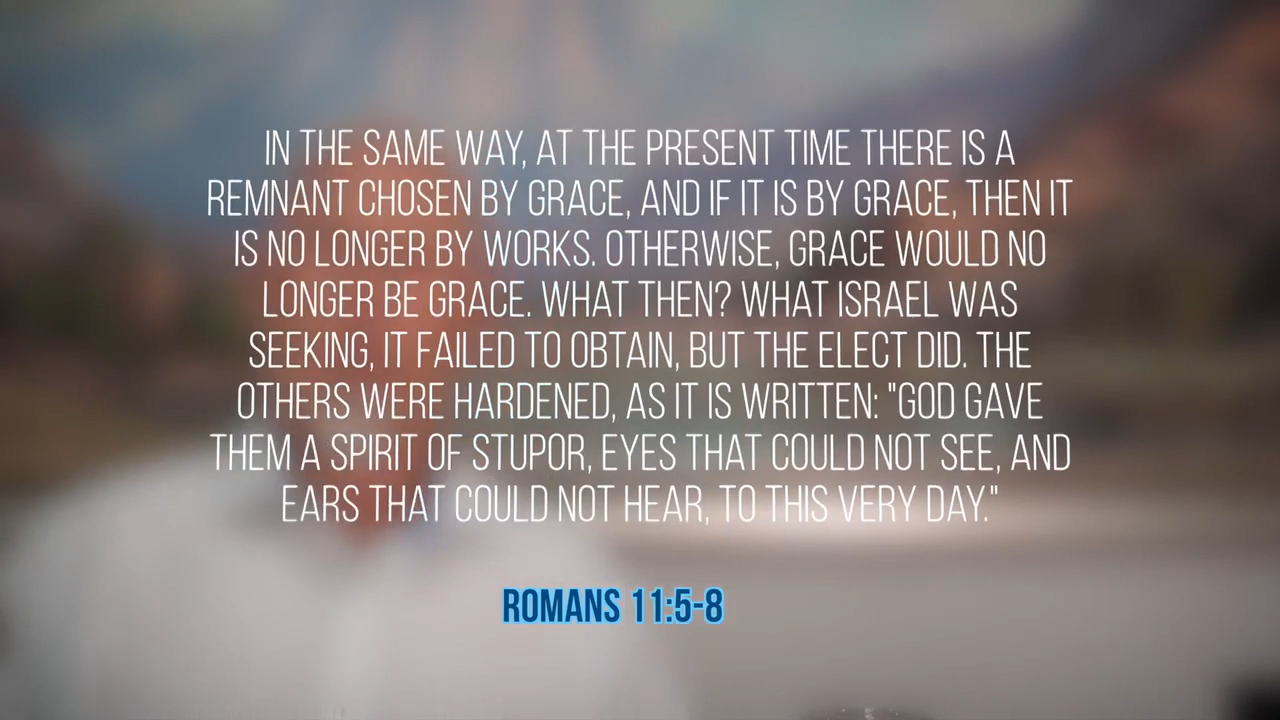 IN THE SAME WAY, AT THE PRESENT TIME THERE IS A
REMNANT CHOSEN BY GRACE, AND IF IT IS BY GRACE, THEN IT
IS NO LONGER BY WORKS. OTHERWISE, GRACE WOULD NO
LONGER BE GRACE. WHAT THEN? WHAT ISRAEL WAS
SEEKING, IT FAILED TO OBTAIN, BUT THE ELECT DID. THE
OTHERS WERE HARDENED, AS IT IS WRITTEN: "GOD GAVE
THEM A SPIRIT OF STUPOR, EYES THAT COULD NOT SEE, AND
EARS THAT COULD NOT HEAR, TO THIS VERY DAY."
ROMANS 11:5-8